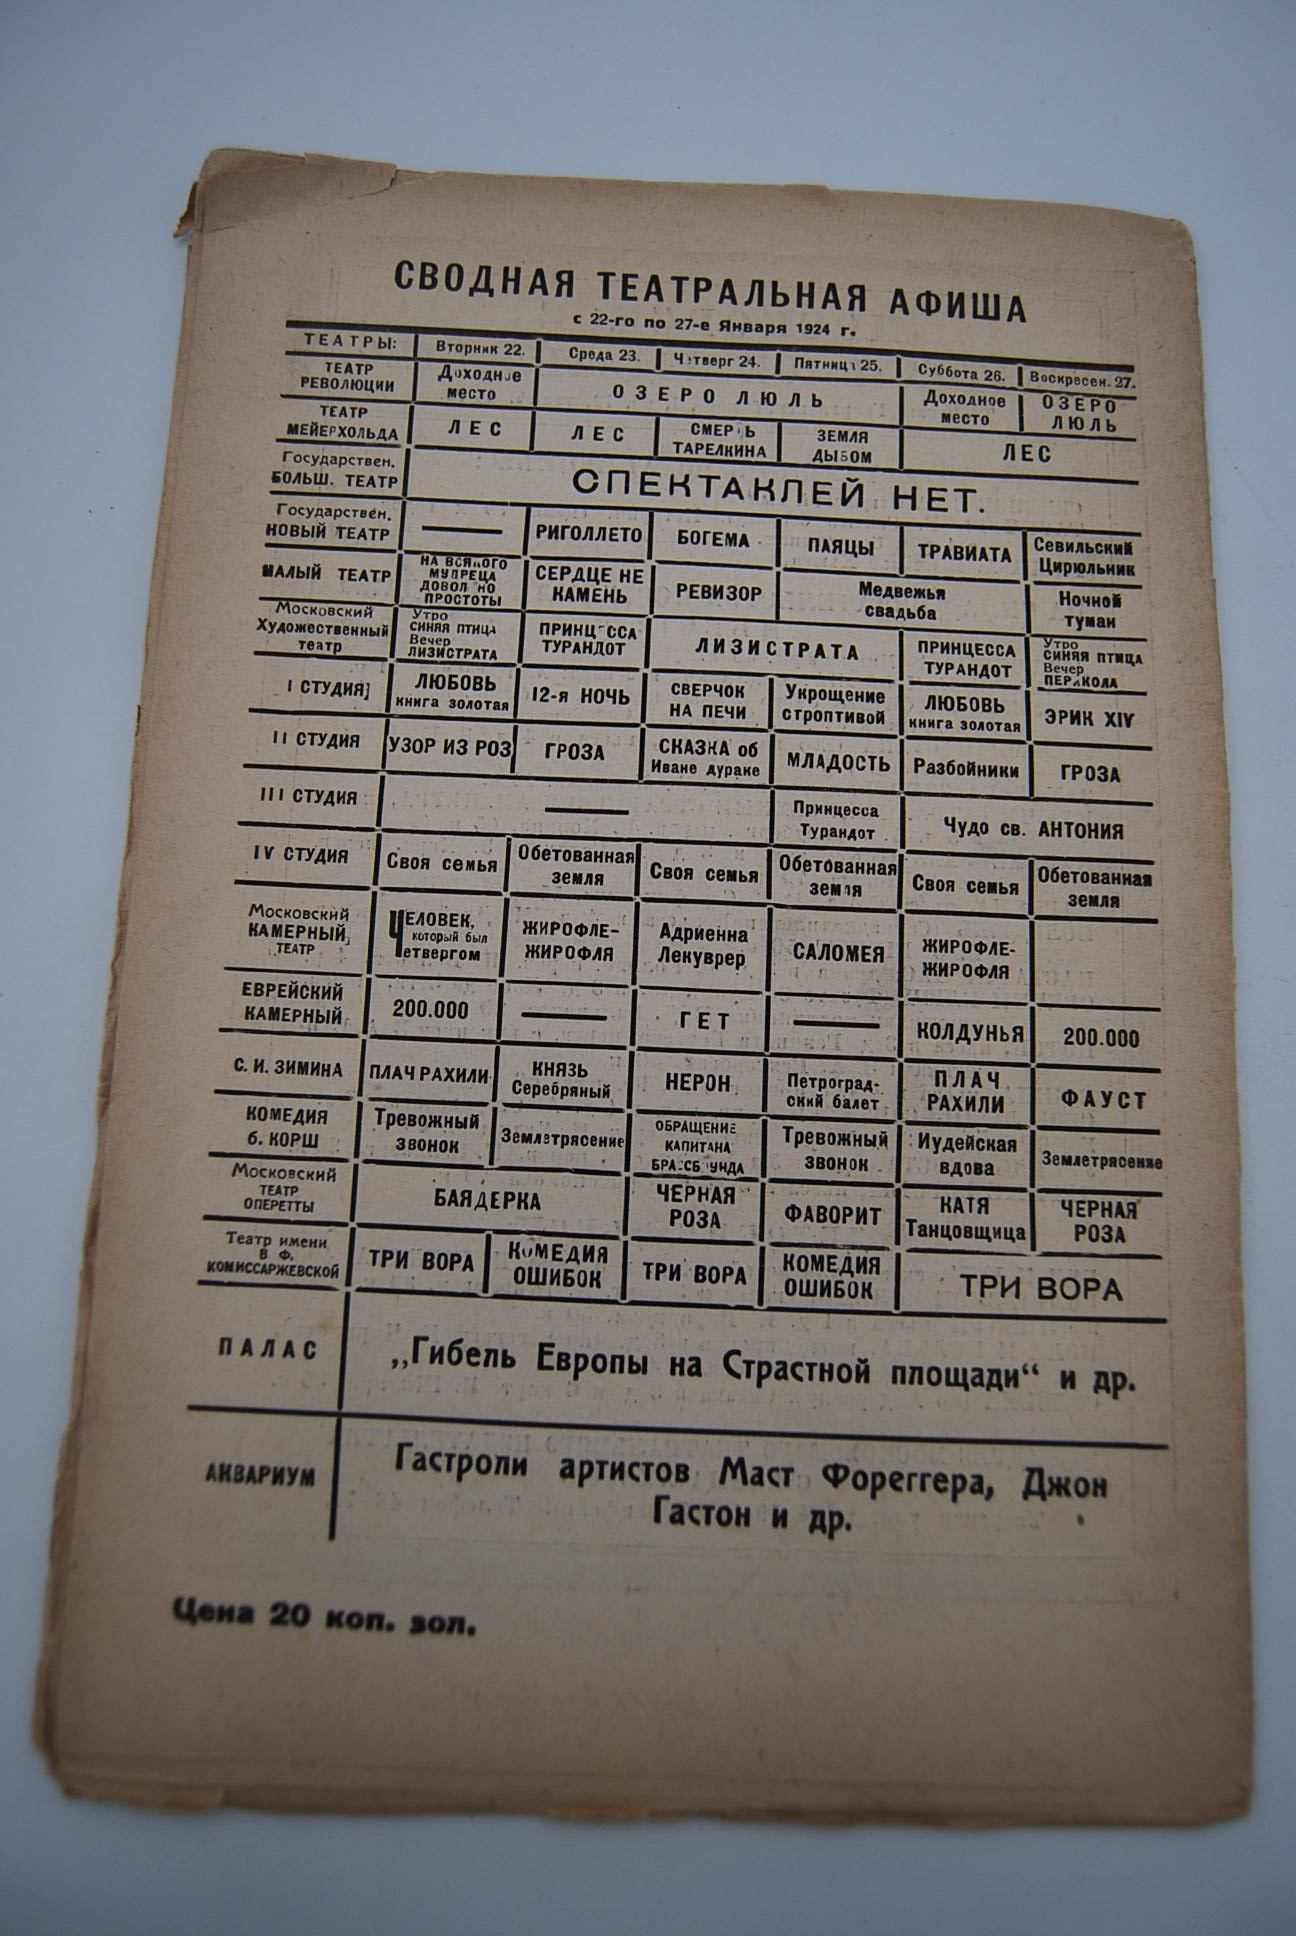 СВОДНАЯ ТЕАТРАЛЬНАЯ АФИША
с 22-го по 27-е Января 1924 г.
ТЕАТРЫ: Вторник 22. Среда 23. Четверг 24. Пятница 25. Суббота 26. Воскресен. 27.
ТЕАТР РЕВОЛЮЦИИ Доходное место ОЗЕРО ЛЮЛЬ Доходное место ОЗЕРО ЛЮЛЬ
ТЕАТР МЕЙЕРХОЛЬДА ЛЕС ЛЕС СМЕРТЬ ТАРЕЛКИНА ЗЕМЛЯ ДЫБОМ ЛЕС
Государствен. БОЛЬШ. ТЕАТР СПЕКТАКЛЕЙ НЕТ.
Государствен. НОВЫЙ ТЕАТР — РИГОЛЛЕТО БОГЕМА ПАЯЦЫ ТРАВИАТА Севильский Цирюльник
МАЛЫЙ ТЕАТР НА ВСЯКОГО МУДРЕЦА ДОВОЛЬНО ПРОСТОТЫ СЕРДЦЕ НЕ КАМЕНЬ РЕВИЗОР Медвежья свадьба Ночной туман
Московский Художественный театр Утро СИНЯЯ ПТИЦА Вечер ЛИЗИСТРАТА ПРИНЦЕССА ТУРАНДОТ ЛИЗИСТРАТА ПРИНЦЕССА ТУРАНДОТ Утро СИНЯЯ ПТИЦА Вечер ПЕРИКОЛА
I СТУДИЯ] ЛЮБОВЬ книга золотая 12-я НОЧЬ СВЕРЧОК НА ПЕЧИ Укрощение строптивой ЛЮБОВЬ книга золотая ЭРИК XIV
II СТУДИЯ УЗОР ИЗ РОЗ ГРОЗА СКАЗКА об Иване дураке МЛАДОСТЬ Разбойники ГРОЗА
III СТУДИЯ — Принцесса Турандот Чудо св. АНТОНИЯ
IV СТУДИЯ Своя семья Обетованная земля Своя семья Обетованная земля Своя семья Обетованная земля
Московский КАМЕРНЫЙ ТЕАТР ЧЕЛОВЕК, который был Четвергом ЖИРОФЛЕ-ЖИРОФЛЯ Адриенна Лекуврер САЛОМЕЯ ЖИРОФЛЕ-ЖИРОФЛЯ
ЕВРЕЙСКИЙ КАМЕРНЫЙ 200.000 — ГЕТ — КОЛДУНЬЯ 200.000
С. И. ЗИМИНА ПЛАЧ РАХИЛИ КНЯЗЬ Серебряный НЕРОН Петроградский балет ПЛАЧ РАХИЛИ ФАУСТ
КОМЕДИЯ б. КОРШ Тревожный звонок Землетрясение ОБРАЩЕНИЕ КАПИТАНА БРАССБАУНДА Тревожный звонок Иудейская вдова Землетрясение
Московский ТЕАТР ОПЕРЕТТЫ БАЯДЕРКА ЧЕРНАЯ РОЗА ФАВОРИТ КАТЯ Танцовщица ЧЕРНАЯ РОЗА
Театр имени В. Ф. КОМИССАРЖЕВСКОЙ ТРИ ВОРА КОМЕДИЯ ОШИБОК ТРИ ВОРА КОМЕДИЯ ОШИБОК ТРИ ВОРА
ПАЛАС „Гибель Европы на Страстной площади“ и др.
АКВАРИУМ Гастроли артистов Маст Фореггера, Джон Гастон и др.
Цена 20 коп. зол.